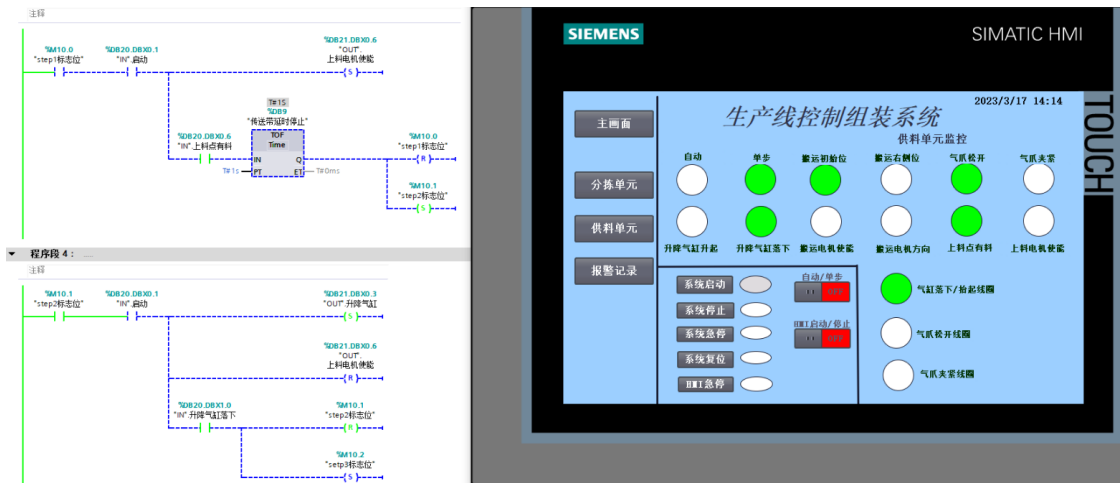 注释
%M10.0
"step1标志位"
%DB20.DBX0.1
"IN".启动
%DB21.DBX0.6
"OUT".
上料电机使能
S
T#1S
%DB9
"传送带延时停止"
TOF
Time
%DB20.DBX0.6
"IN".上料点有料
IN
Q
T#1s
PT
ET
T#0ms
%M10.0
"step1标志位"
R
%M10.1
"step2标志位"
S
程序段 4：
注释
%M10.1
"step2标志位"
%DB20.DBX0.1
"IN".启动
%DB21.DBX0.3
"OUT".升降气缸
S
%DB21.DBX0.6
"OUT".
上料电机使能
R
%DB20.DBX1.0
"IN".升降气缸落下
%M10.1
"step2标志位"
R
%M10.2
"setp3标志位"
S
SIEMENS
SIMATIC HMI
TOUCH
2023/3/17 14:14
生产线控制组装系统
供料单元监控
主画面
分拣单元
供料单元
报警记录
自动
单步
搬运初始位
搬运右侧位
气爪松开
气爪夹紧
升降气缸升起
升降气缸落下
搬运电机使能
搬运电机方向
上料点有料
上料电机使能
系统启动
系统停止
系统急停
系统复位
HMI急停
自动/单步
HMI启动/停止
气缸落下/抬起线圈
气爪松开线圈
气爪夹紧线圈